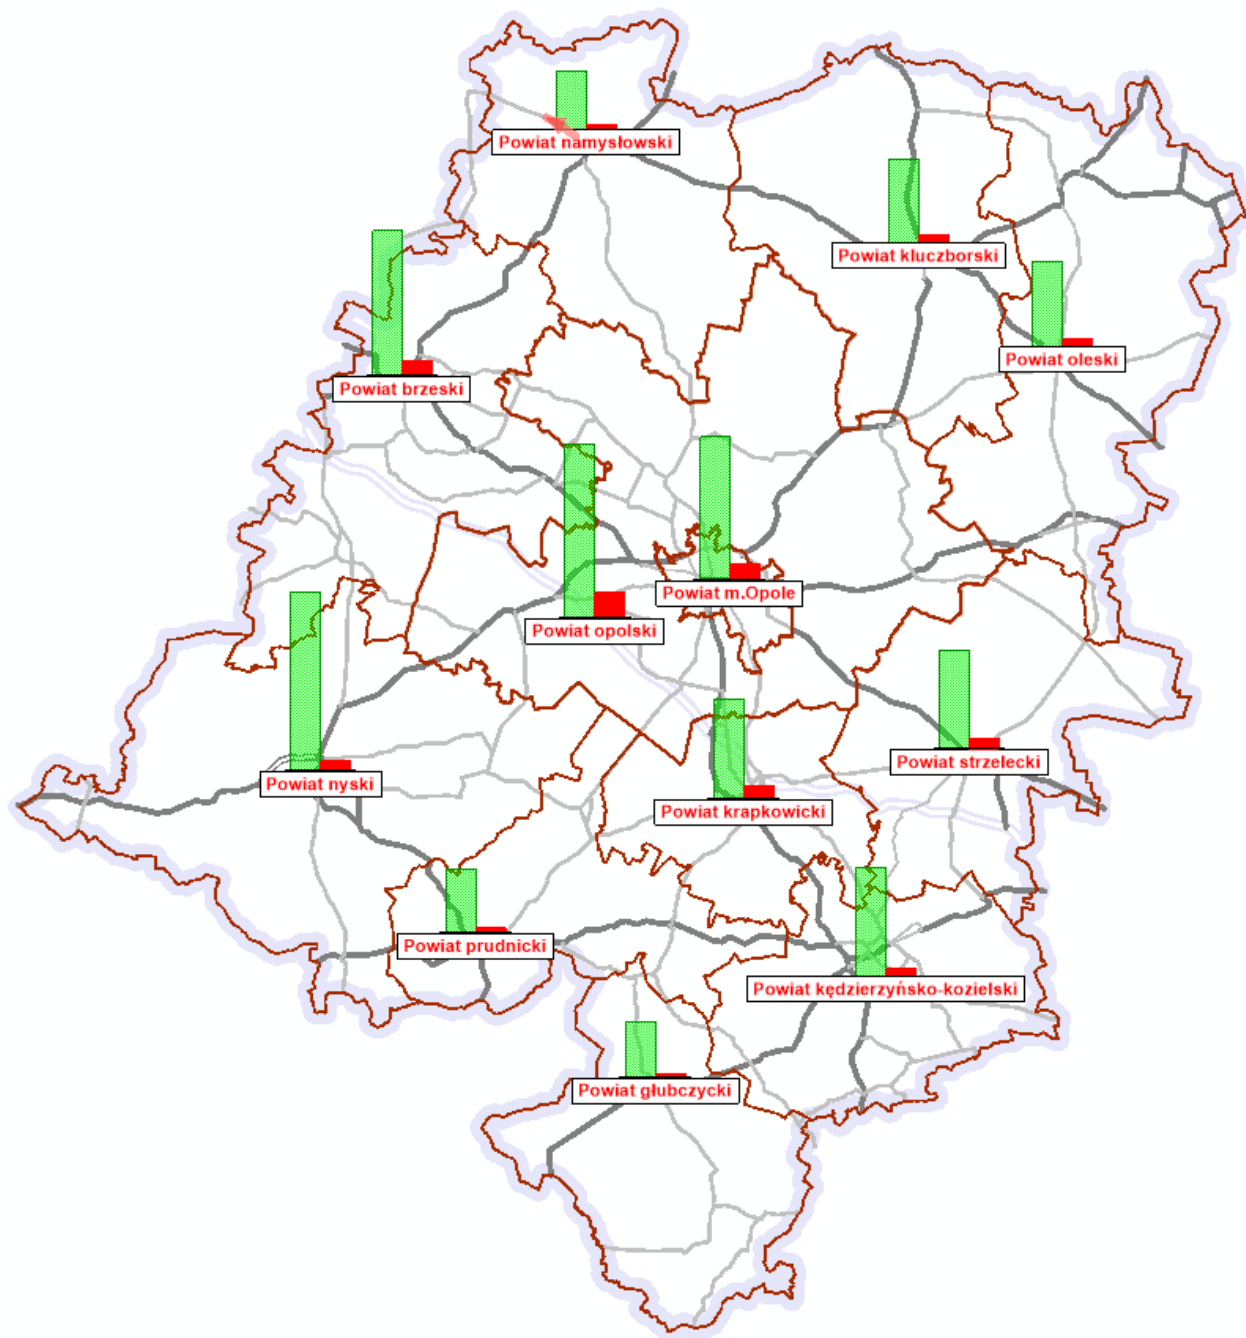 Powiat namysłowski
Powiat kluczborski
Powiat oleski
Powiat brzeski
Powiat m.Opole
Powiat opolski
Powiat strzelecki
Powiat nyski
Powiat krapkowicki
Powiat prudnicki
Powiat kędzierzyńsko-kozielski
Powiat głubczycki